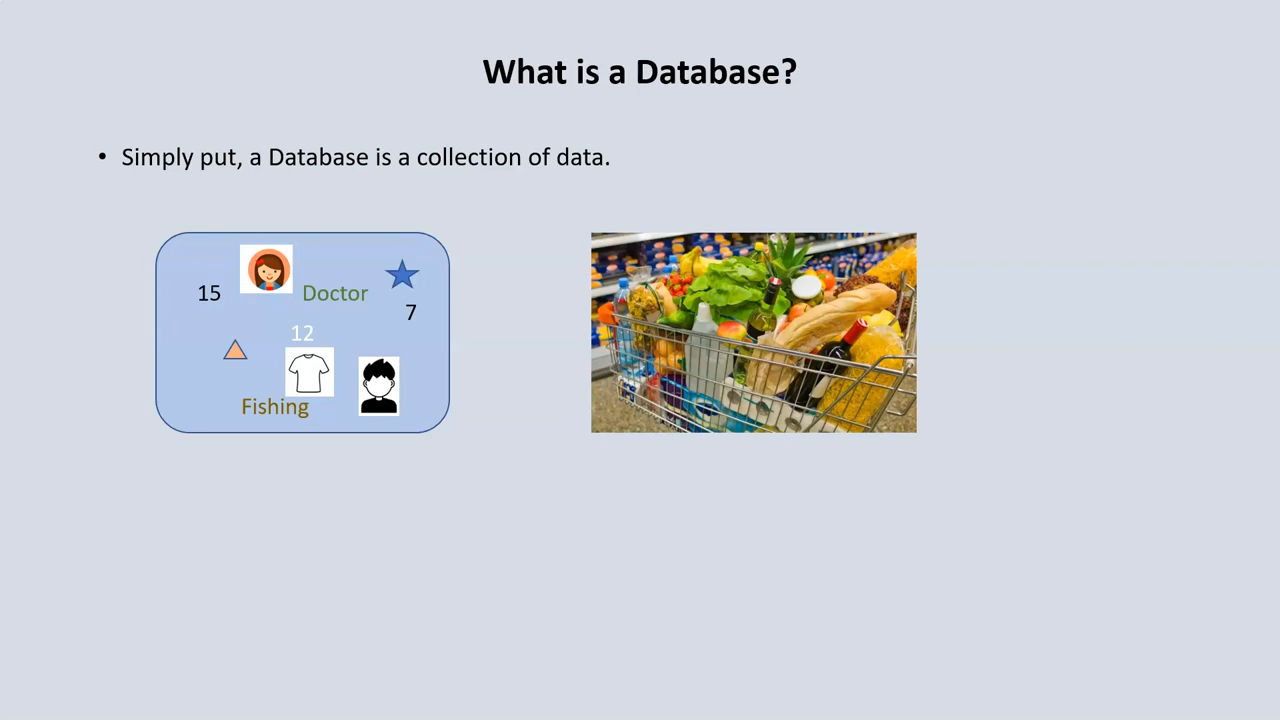 What is a Database?
• Simply put, a Database is a collection of data.
15
Doctor
7
12
Fishing